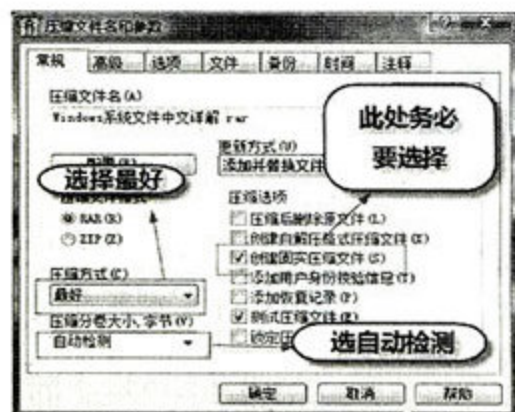 压缩文件名和参数
常规 高级 选项 文件 备份 时间 注释
压缩文件名(A)
Windows系统文件中文详解 rar
此处务必
要选择
更新方式(U)
添加并替换文件
选择最好
压缩选项
RAR(R)
ZIP(Z)
压缩后删除原文件(L)
创建自解压格式压缩文件(X)
创建固实压缩文件(S)
添加用户身份校验信息(I)
添加恢复记录(P)
测试压缩文件(E)
压缩方式(C)
最好
压缩分卷大小,字节(V)
自动检测
选自动检测
确定 取消 帮助